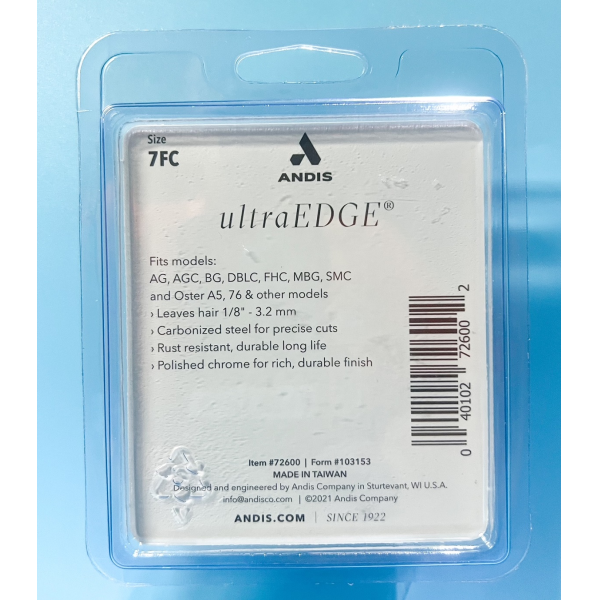 Size
7FC
ANDIS
ultraEDGE®
Fits models:
AG, AGC, BG, DBLC, FHC, MBG, SMC
and Oster A5, 76 & other models
› Leaves hair 1/8" - 3.2 mm
› Carbonized steel for precise cuts
› Rust resistant, durable long life
› Polished chrome for rich, durable finish
0 40102 72600 2
Item #72600 | Form #103153
MADE IN TAIWAN
Designed and engineered by Andis Company in Sturtevant, WI U.S.A.
info@andisco.com | ©2021 Andis Company
ANDIS.COM | SINCE 1922